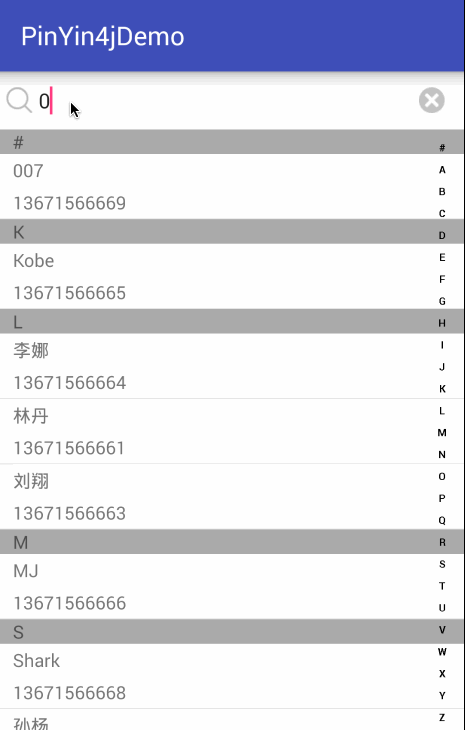 PinYin4jDemo
0
#
007
13671566669
K
Kobe
13671566665
L
李娜
13671566664
林丹
13671566661
刘翔
13671566663
M
MJ
13671566666
S
Shark
13671566668
孙杨
#
A
B
C
D
E
F
G
H
I
J
K
L
M
N
O
P
Q
R
S
T
U
V
W
X
Y
Z